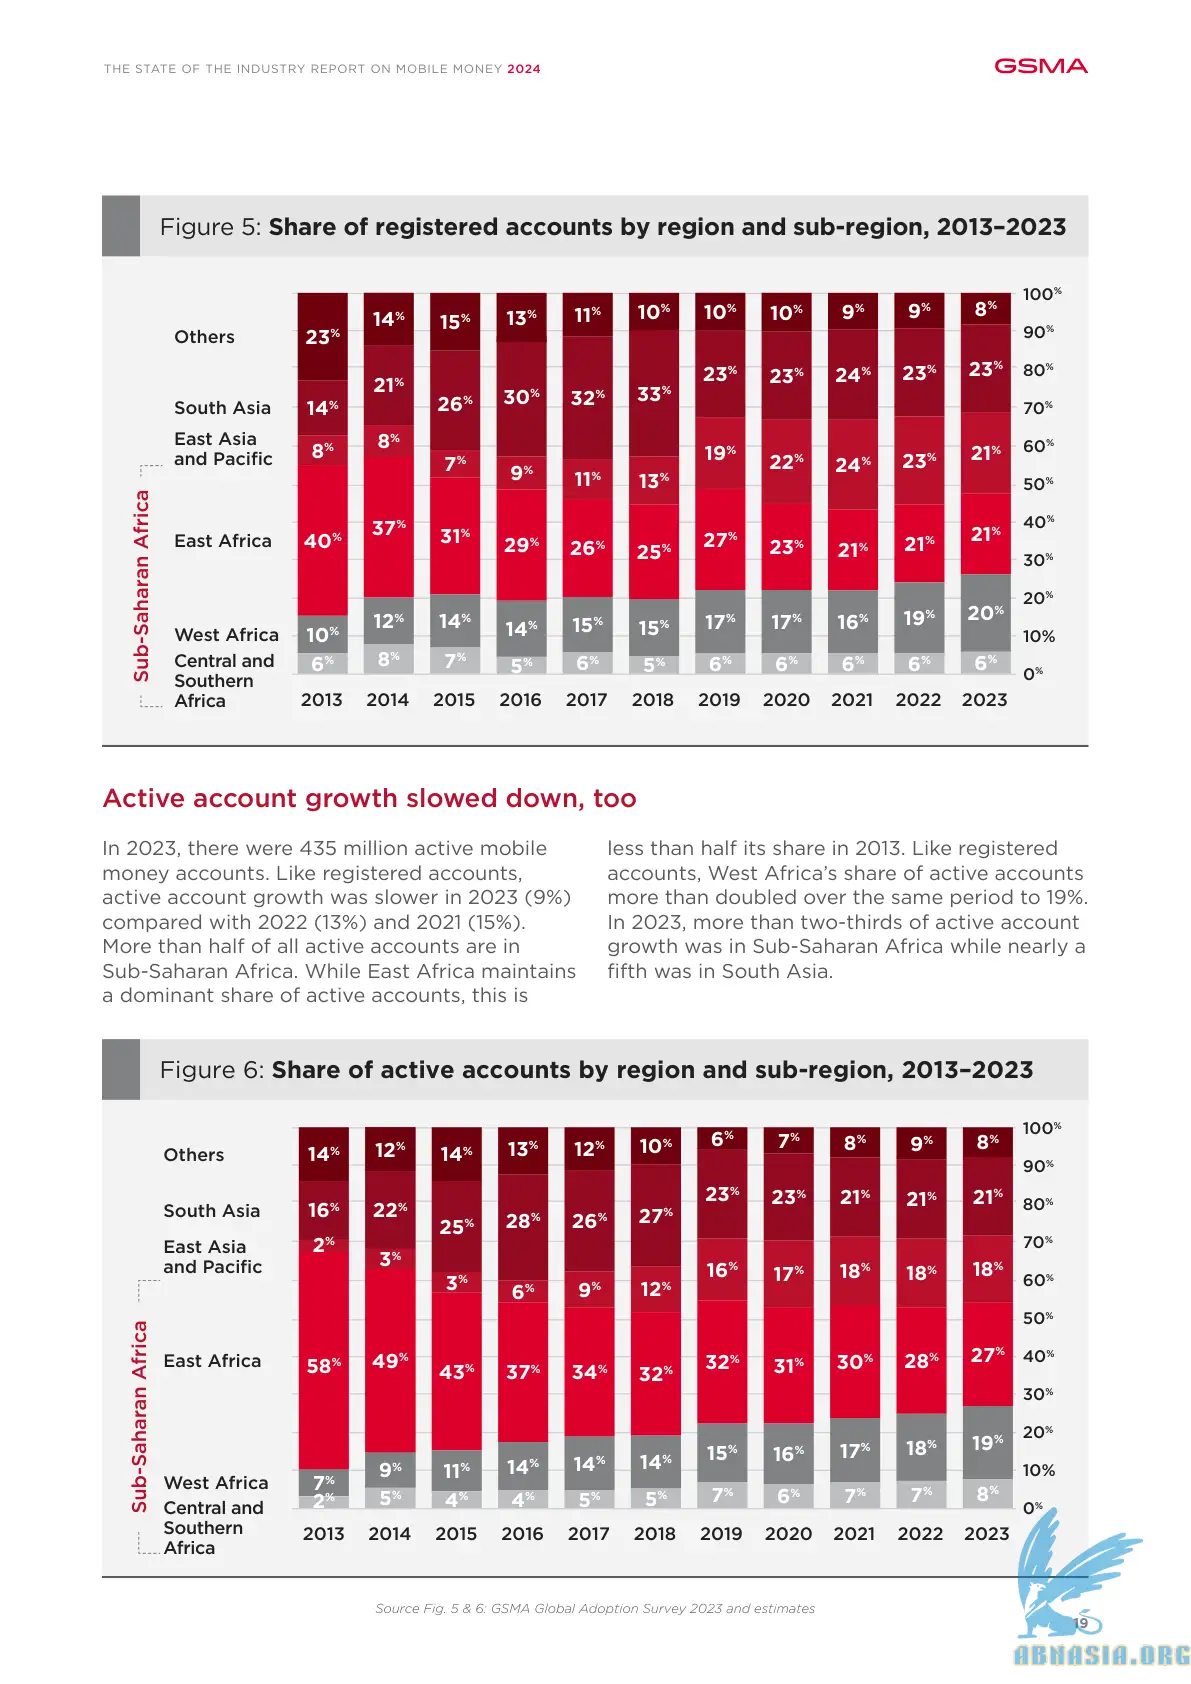 THE STATE OF THE INDUSTRY REPORT ON MOBILE MONEY 2024
GSMA
Figure 5: Share of registered accounts by region and sub-region, 2013–2023
23% 14% 15% 13% 11% 10% 10% 10% 9% 9% 8%
14% 21% 26% 30% 32% 33% 23% 23% 24% 23% 23%
8% 8% 7% 9% 11% 13% 19% 22% 24% 23% 21%
40% 37% 31% 29% 26% 25% 27% 23% 21% 21% 21%
10% 12% 14% 14% 15% 15% 17% 17% 16% 19% 20%
6% 8% 7% 5% 6% 5% 6% 6% 6% 6% 6%
Others
South Asia
East Asia
and Pacific
East Africa
West Africa
Central and
Southern
Africa
Sub-Saharan Africa
100%
90%
80%
70%
60%
50%
40%
30%
20%
10%
0%
2013 2014 2015 2016 2017 2018 2019 2020 2021 2022 2023
Active account growth slowed down, too
In 2023, there were 435 million active mobile
money accounts. Like registered accounts,
active account growth was slower in 2023 (9%)
compared with 2022 (13%) and 2021 (15%).
More than half of all active accounts are in
Sub-Saharan Africa. While East Africa maintains
a dominant share of active accounts, this is
less than half its share in 2013. Like registered
accounts, West Africa’s share of active accounts
more than doubled over the same period to 19%.
In 2023, more than two-thirds of active account
growth was in Sub-Saharan Africa while nearly a
fifth was in South Asia.
Figure 6: Share of active accounts by region and sub-region, 2013–2023
14% 12% 14% 13% 12% 10% 6% 7% 8% 9% 8%
16% 22% 25% 28% 26% 27% 23% 23% 21% 21% 21%
2% 3% 3% 6% 9% 12% 16% 17% 18% 18% 18%
58% 49% 43% 37% 34% 32% 32% 31% 30% 28% 27%
7% 9% 11% 14% 14% 14% 15% 16% 17% 18% 19%
2% 5% 4% 4% 5% 5% 7% 6% 7% 7% 8%
Others
South Asia
East Asia
and Pacific
East Africa
West Africa
Central and
Southern
Africa
Sub-Saharan Africa
100%
90%
80%
70%
60%
50%
40%
30%
20%
10%
0%
2013 2014 2015 2016 2017 2018 2019 2020 2021 2022 2023
Source Fig. 5 & 6: GSMA Global Adoption Survey 2023 and estimates
19
ABNASIA.ORG